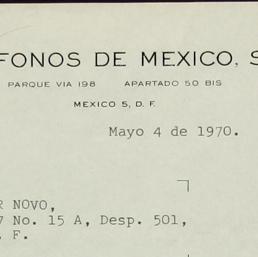 FONOS DE MEXICO, S
PARQUE VIA 198 APARTADO 50 BIS
MEXICO 5, D. F.
Mayo 4 de 1970.
R NOVO,
7 No. 15 A, Desp. 501,
. F.